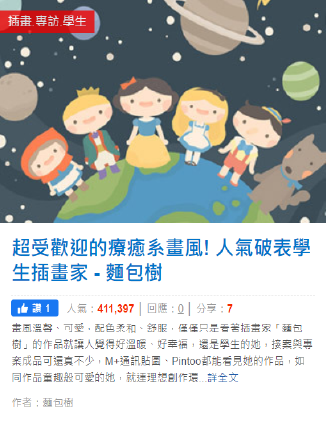 插畫 專訪 學生
超受歡迎的療癒系畫風! 人氣破表學
生插畫家 - 麵包樹
讚 1 人氣：411,397 │ 回應：0 │ 分享：7
畫風溫馨、可愛，配色柔和、舒服，僅僅只是看著插畫家「麵包
樹」的作品就讓人覺得好溫暖、好幸福，還是學生的她，接案與專
案成品可還真不少，M+通訊貼圖、Pintoo都能看見她的作品，如
同作品童趣般可愛的她，就連理想創作環...詳全文
作者：麵包樹